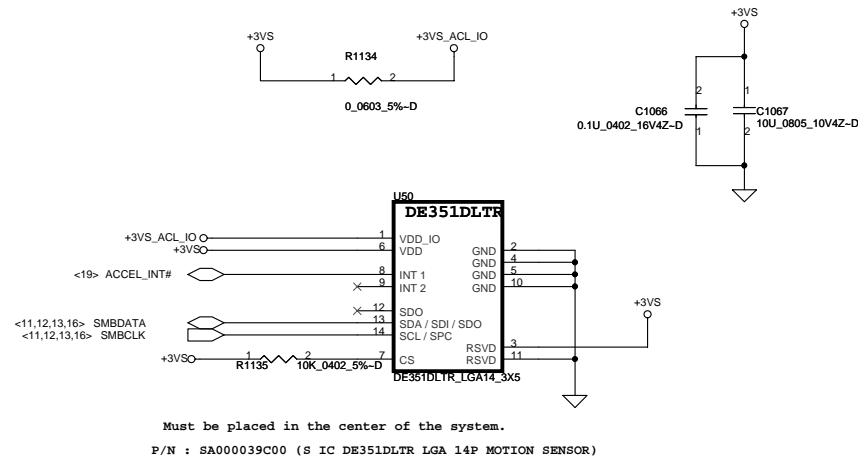 +3VS
+3VS +3VS_ACL_IO
R1134
1 2
0_0603_5%~D
2 1
C1066 C1067
0.1U_0402_16V4Z~D 10U_0805_10V4Z~D
1 2
U50
DE351DLTR
+3VS_ACL_IO 1 VDD_IO
+3VS 6 VDD GND 2
GND 4
<19> ACCEL_INT# 8 INT 1 GND 5
9 INT 2 GND 10
12 SDO
<11,12,13,16> SMBDATA 13 SDA / SDI / SDO
<11,12,13,16> SMBCLK 14 SCL / SPC
+3VS
RSVD 3
+3VS 1 2 7 CS RSVD 11
R1135 10K_0402_5%~D
DE351DLTR_LGA14_3X5
Must be placed in the center of the system.
P/N : SA000039C00 (S IC DE351DLTR LGA 14P MOTION SENSOR)